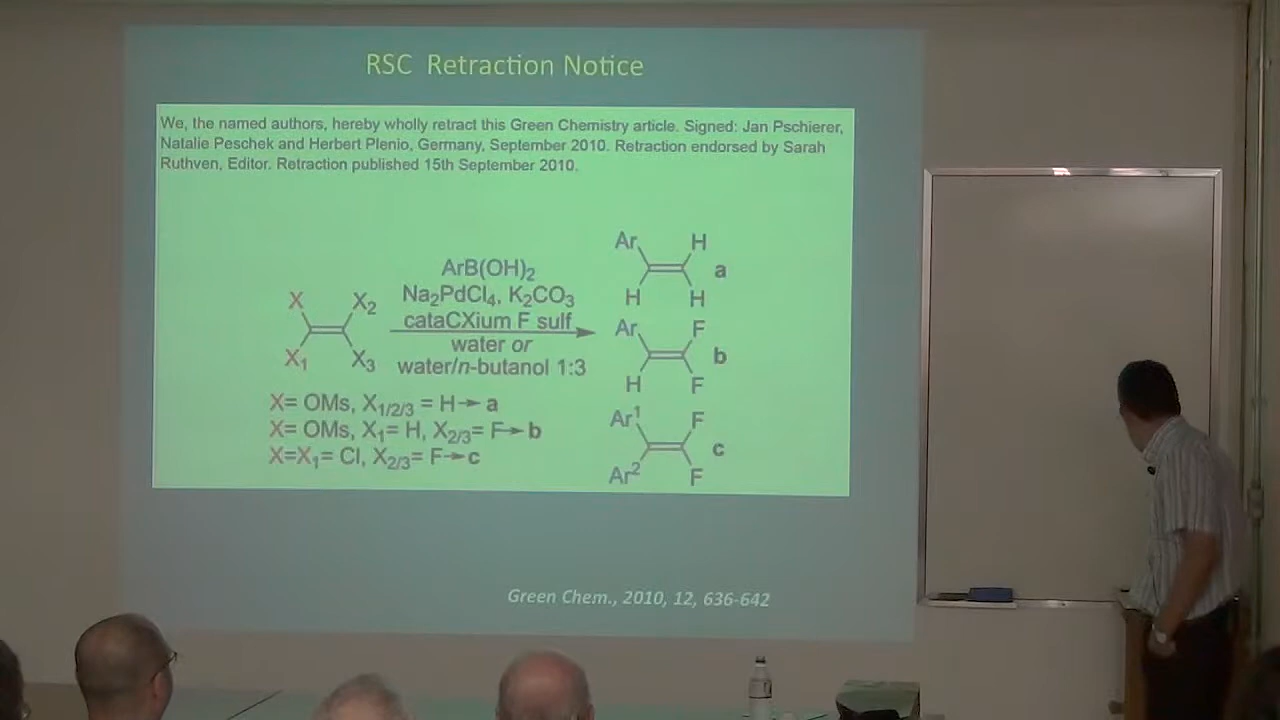 RSC Retraction Notice
We, the named authors, hereby wholly retract this Green Chemistry article. Signed: Jan Pschierer,
Natalie Peschek and Herbert Plenio, Germany, September 2010. Retraction endorsed by Sarah
Ruthven, Editor. Retraction published 15th September 2010.
X X₂
X₁ X₃
ArB(OH)₂
Na₂PdCl₄, K₂CO₃
cataCXium F sulf
water or
water/n-butanol 1:3
Ar H
a
H H
Ar F
b
H F
Ar¹ F
c
Ar² F
X= OMs, X₁/₂/₃ = H→a
X= OMs, X₁= H, X₂/₃= F→b
X=X₁= Cl, X₂/₃= F→c
Green Chem., 2010, 12, 636-642